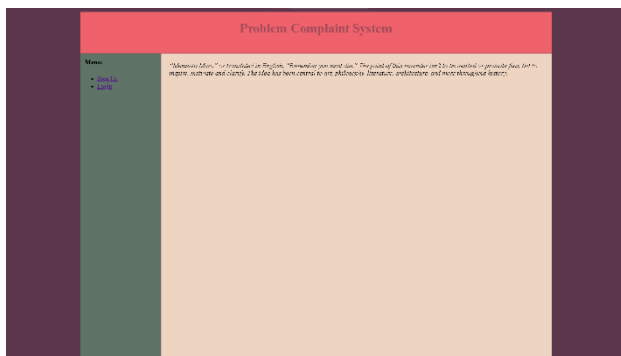 Problem Complaint System
Menu
Sign Up
Login
"Memento Mori," or translated in English, "Remember you must die." The point of this reminder isn't to be morbid or promote fear, but to
inspire, motivate and clarify. The idea has been central to art, philosophy, literature, architecture, and more throughout history.